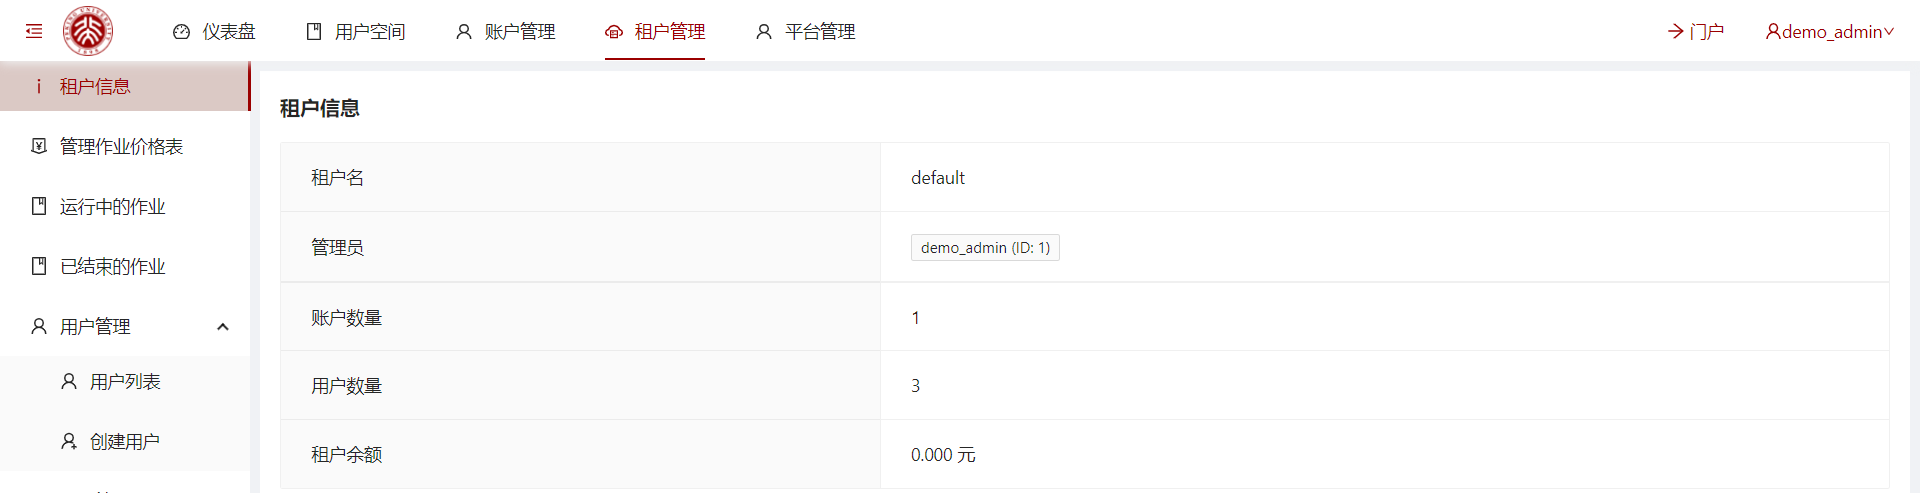 仪表盘 用户空间 账户管理 租户管理 平台管理 门户 demo_admin
租户信息
管理作业价格表
运行中的作业
已结束的作业
用户管理
用户列表
创建用户
租户信息
租户名 default
管理员 demo_admin (ID: 1)
账户数量 1
用户数量 3
租户余额 0.000 元